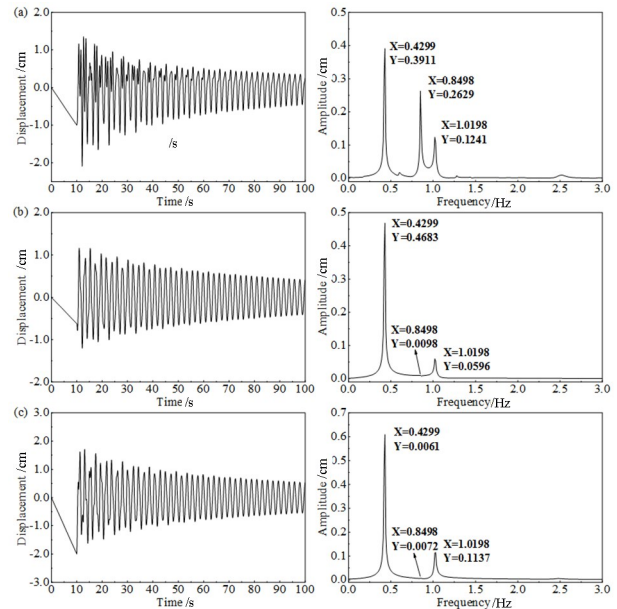 (a)
2.0
1.0
0.0
-1.0
-2.0
Displacement /cm
/s
0 10 20 30 40 50 60 70 80 90 100
Time /s
0.5
0.4
0.3
0.2
0.1
0.0
Amplitude /cm
X=0.4299
Y=0.3911
X=0.8498
Y=0.2629
X=1.0198
Y=0.1241
0.0 0.5 1.0 1.5 2.0 2.5 3.0
Frequency/Hz
(b)
2.0
1.0
0.0
-1.0
-2.0
Displacement /cm
0 10 20 30 40 50 60 70 80 90 100
Time /s
0.5
0.4
0.3
0.2
0.1
0.0
Amplitude /cm
X=0.4299
Y=0.4683
X=0.8498
Y=0.0098
X=1.0198
Y=0.0596
0.0 0.5 1.0 1.5 2.0 2.5 3.0
Frequency/Hz
(c)
3.0
2.0
1.0
0.0
-1.0
-2.0
-3.0
Displacement /cm
0 10 20 30 40 50 60 70 80 90 100
Time /s
0.7
0.6
0.5
0.4
0.3
0.2
0.1
0.0
Amplitude /cm
X=0.4299
Y=0.0061
X=0.8498
Y=0.0072
X=1.0198
Y=0.1137
0.0 0.5 1.0 1.5 2.0 2.5 3.0
Frequency/Hz